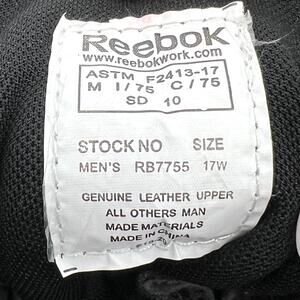 Reebok
www.reebokwork.com
ASTM F2413-17
M I/75 C/75
SD 10
STOCK NO SIZE
MEN'S RB7755 17W
GENUINE LEATHER UPPER
ALL OTHERS MAN
MADE MATERIALS
MADE IN CHINA